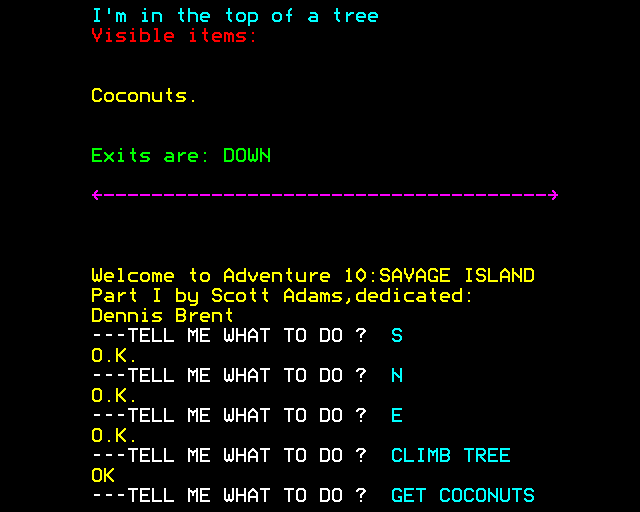 I'm in the top of a tree
Visible items:
Coconuts.
Exits are: DOWN
<------------------------------------->
Welcome to Adventure 10:SAVAGE ISLAND
Part I by Scott Adams,dedicated:
Dennis Brent
---TELL ME WHAT TO DO ? S
O.K.
---TELL ME WHAT TO DO ? N
O.K.
---TELL ME WHAT TO DO ? E
O.K.
---TELL ME WHAT TO DO ? CLIMB TREE
OK
---TELL ME WHAT TO DO ? GET COCONUTS